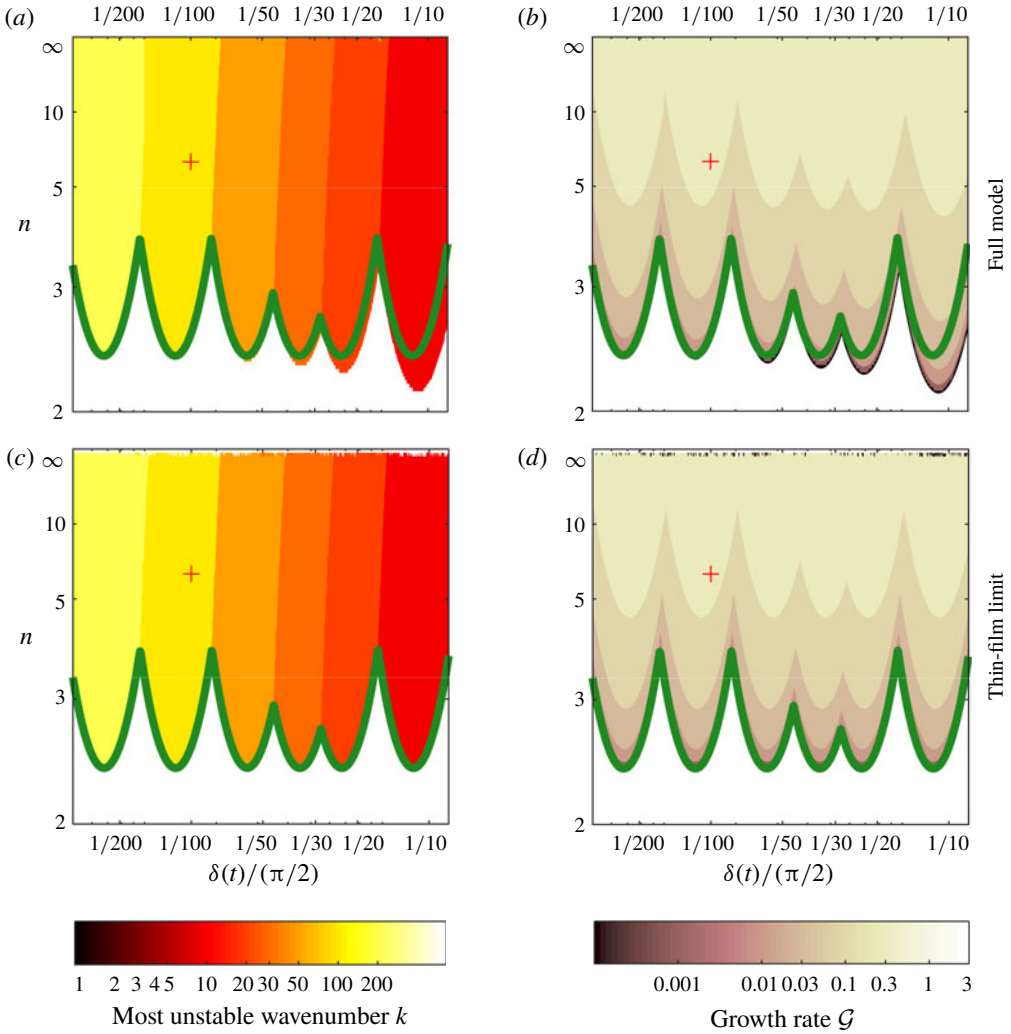 (a) 1/200 1/100 1/50 1/30 1/20 1/10
(b) 1/200 1/100 1/50 1/30 1/20 1/10
∞
10
5
n
3
2
Full model
(c) ∞
10
5
n
3
2
(d) ∞
10
5
3
2
Thin-film limit
1/200 1/100 1/50 1/30 1/20 1/10
δ(t)/(π/2)
1/200 1/100 1/50 1/30 1/20 1/10
δ(t)/(π/2)
1 2 3 4 5 10 20 30 50 100 200
Most unstable wavenumber k
0.001 0.01 0.03 0.1 0.3 1 3
Growth rate 𝒢